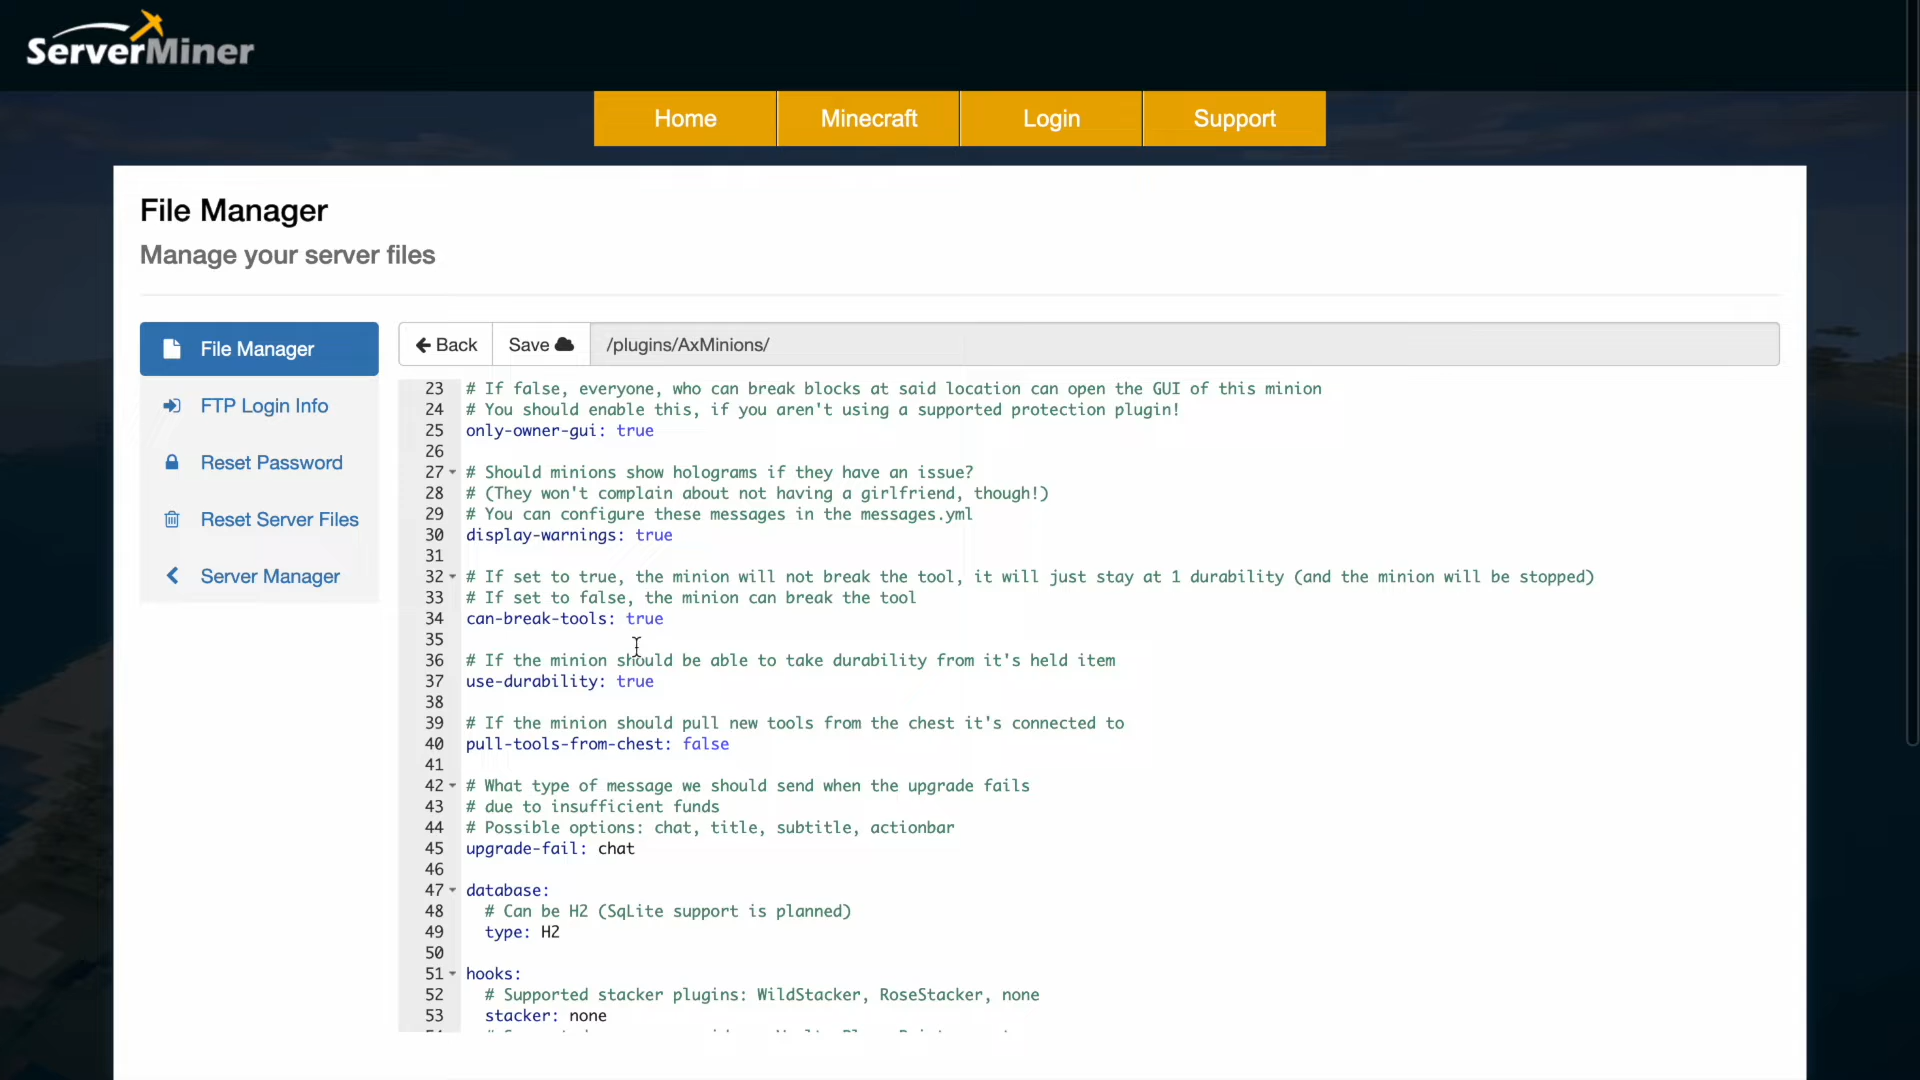 ServerMiner
Home
Minecraft
Login
Support
File Manager
Manage your server files
File Manager
FTP Login Info
Reset Password
Reset Server Files
Server Manager
Back
Save
/plugins/AxMinions/
23 # If false, everyone, who can break blocks at said location can open the GUI of this minion
24 # You should enable this, if you aren't using a supported protection plugin!
25 only-owner-gui: true
26
27 # Should minions show holograms if they have an issue?
28 # (They won't complain about not having a girlfriend, though!)
29 # You can configure these messages in the messages.yml
30 display-warnings: true
31
32 # If set to true, the minion will not break the tool, it will just stay at 1 durability (and the minion will be stopped)
33 # If set to false, the minion can break the tool
34 can-break-tools: true
35
36 # If the minion should be able to take durability from it's held item
37 use-durability: true
38
39 # If the minion should pull new tools from the chest it's connected to
40 pull-tools-from-chest: false
41
42 # What type of message we should send when the upgrade fails
43 # due to insufficient funds
44 # Possible options: chat, title, subtitle, actionbar
45 upgrade-fail: chat
46
47 database:
48 # Can be H2 (SqLite support is planned)
49 type: H2
50
51 hooks:
52 # Supported stacker plugins: WildStacker, RoseStacker, none
53 stacker: none